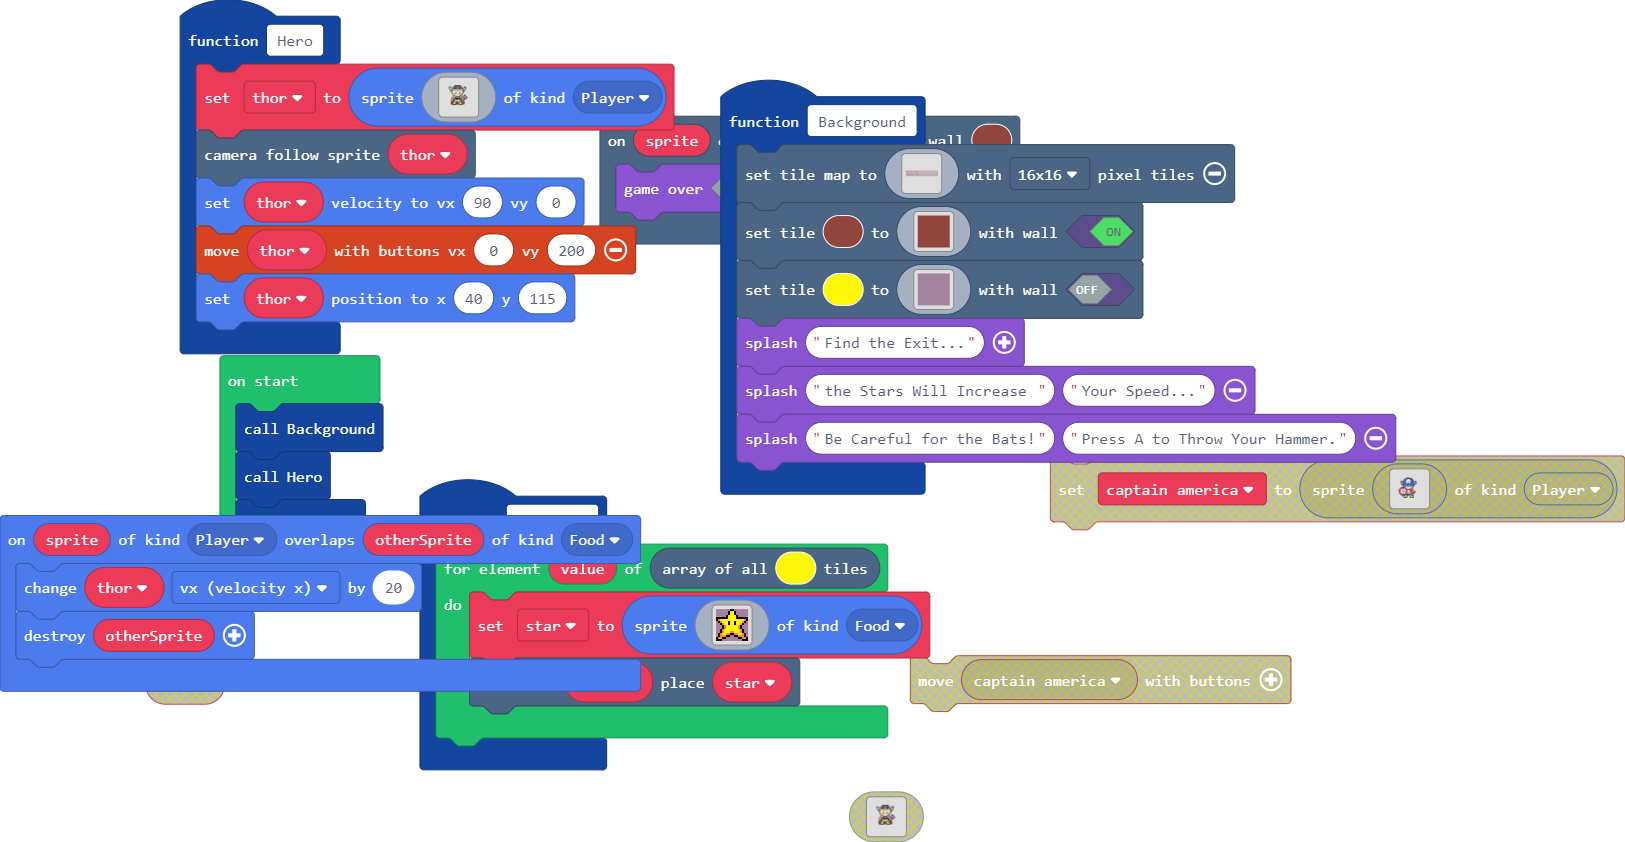 function Hero
set thor to sprite of kind Player
camera follow sprite thor
set thor velocity to vx 90 vy 0
move thor with buttons vx 0 vy 200
set thor position to x 40 y 115
on sprite wall
game over
function Background
set tile map to with 16x16 pixel tiles
set tile to with wall ON
set tile to with wall OFF
splash "Find the Exit..."
splash "the Stars Will Increase " "Your Speed..."
splash "Be Careful for the Bats!" "Press A to Throw Your Hammer."
on start
call Background
call Hero
set captain america to sprite of kind Player
on sprite of kind Player overlaps otherSprite of kind Food
change thor vx (velocity x) by 20
destroy otherSprite
for element value of array of all tiles
do
set star to sprite of kind Food
place star
move captain america with buttons